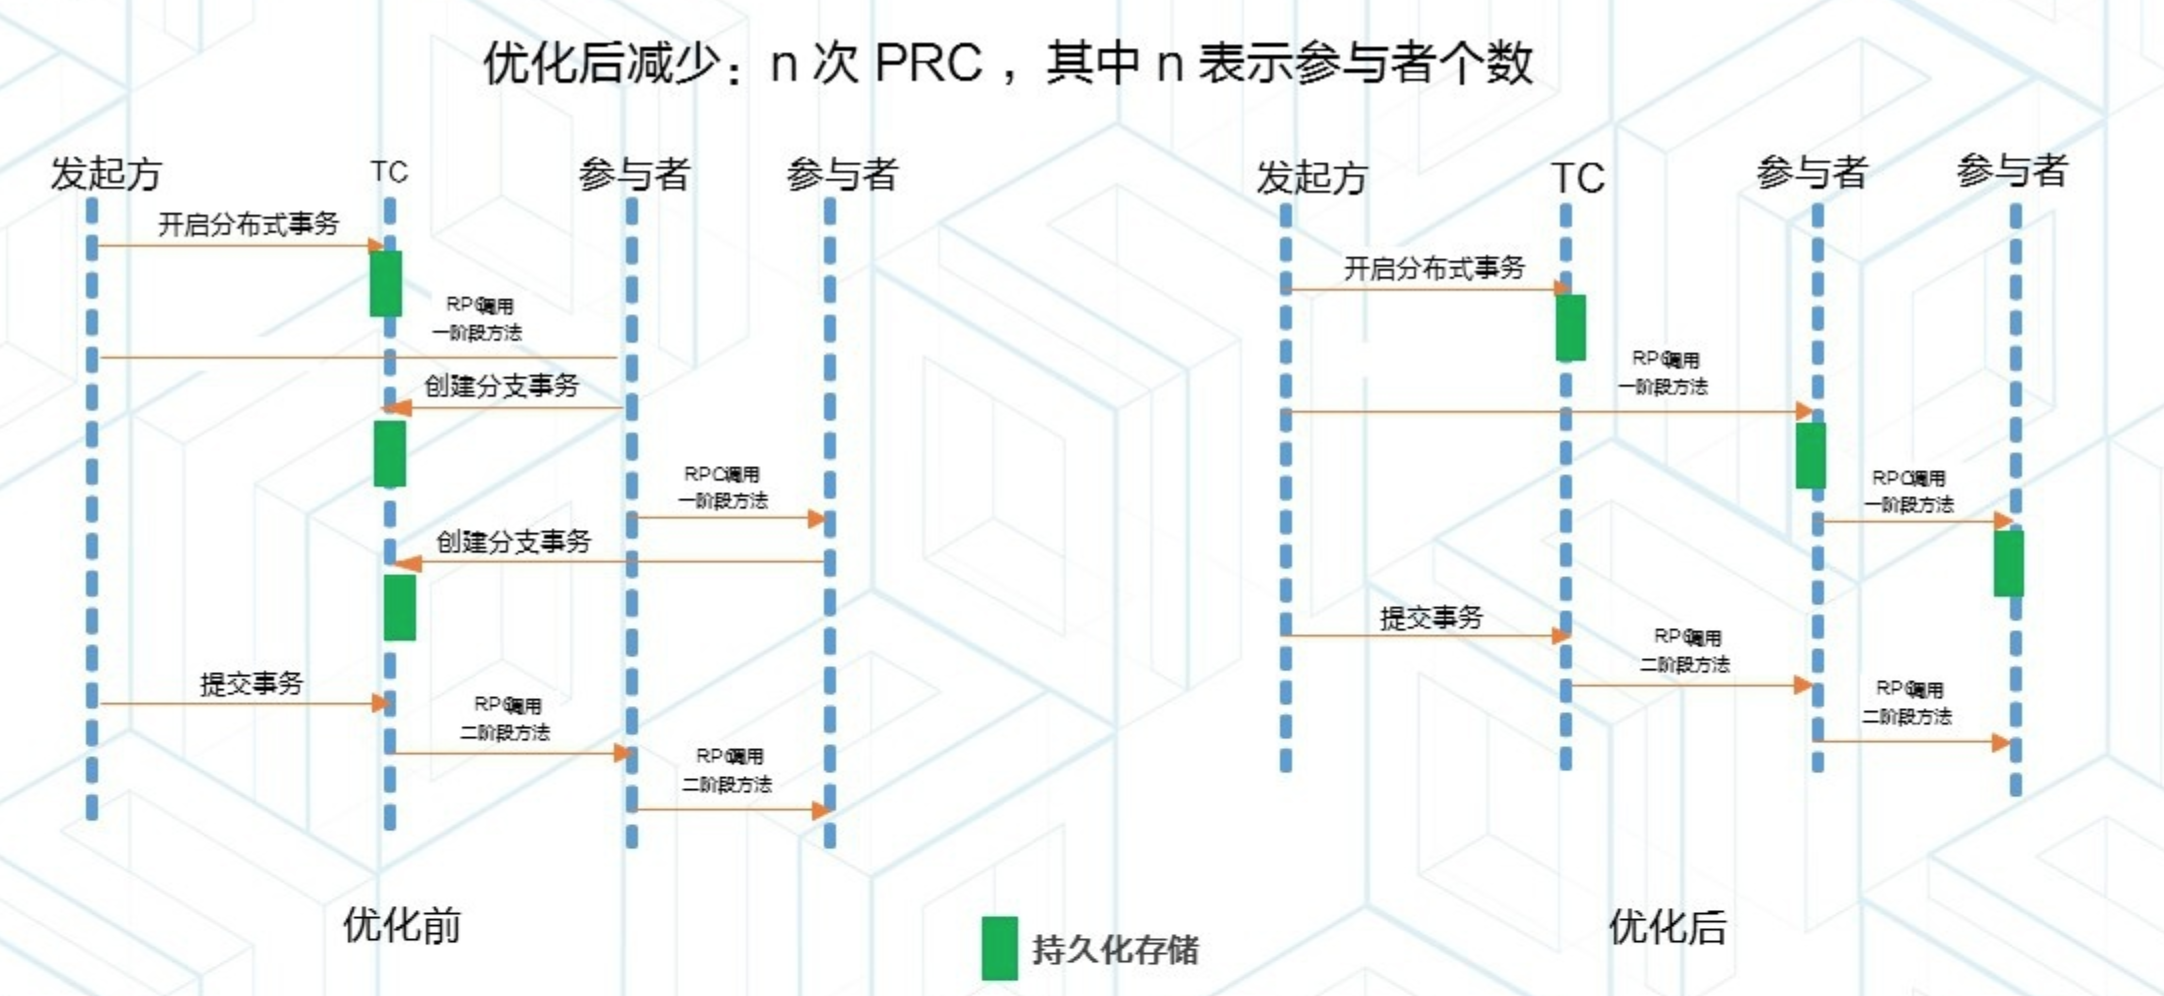 优化后减少：n 次 PRC ，其中 n 表示参与者个数
发起方
TC
参与者
参与者
开启分布式事务
RPC调用
一阶段方法
创建分支事务
RPC调用
一阶段方法
创建分支事务
提交事务
RPC调用
二阶段方法
RPC调用
二阶段方法
优化前
发起方
TC
参与者
参与者
开启分布式事务
RPC调用
一阶段方法
RPC调用
一阶段方法
提交事务
RPC调用
二阶段方法
RPC调用
二阶段方法
优化后
持久化存储